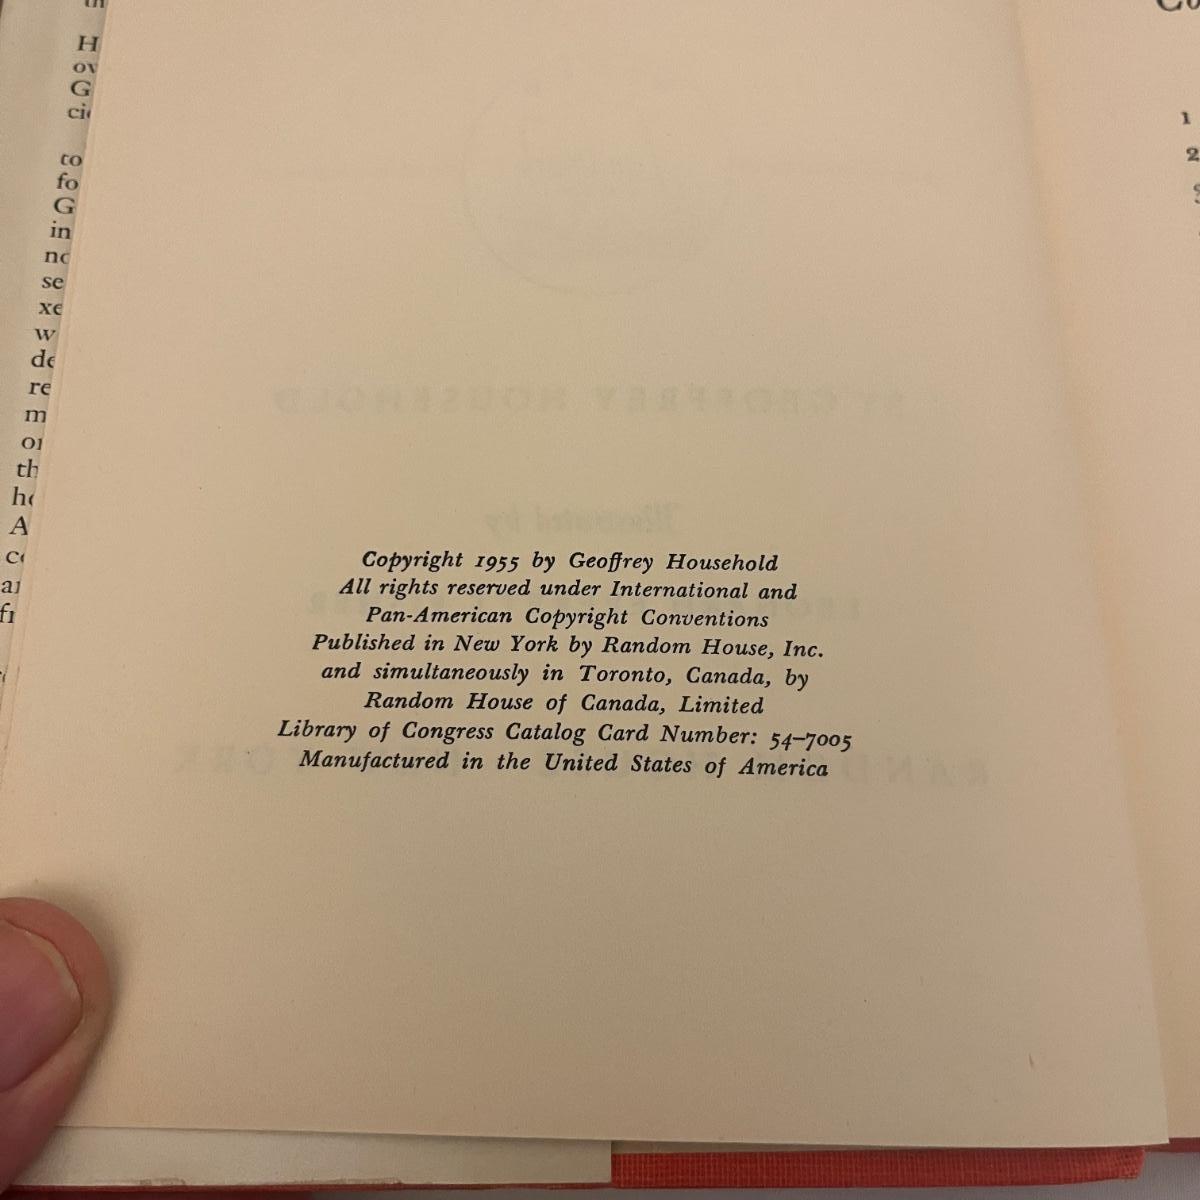 Copyright 1955 by Geoffrey Household
All rights reserved under International and
Pan-American Copyright Conventions
Published in New York by Random House, Inc.
and simultaneously in Toronto, Canada, by
Random House of Canada, Limited
Library of Congress Catalog Card Number: 54–7005
Manufactured in the United States of America
1
2